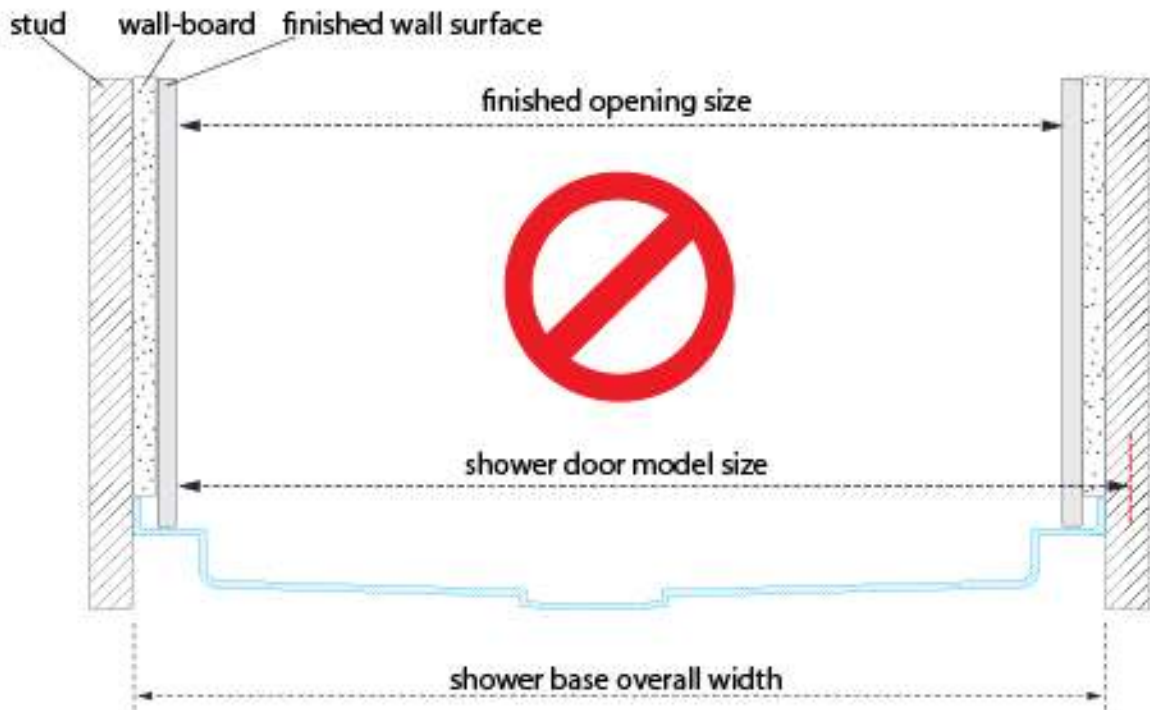 stud
wall-board
finished wall surface
finished opening size
shower door model size
shower base overall width